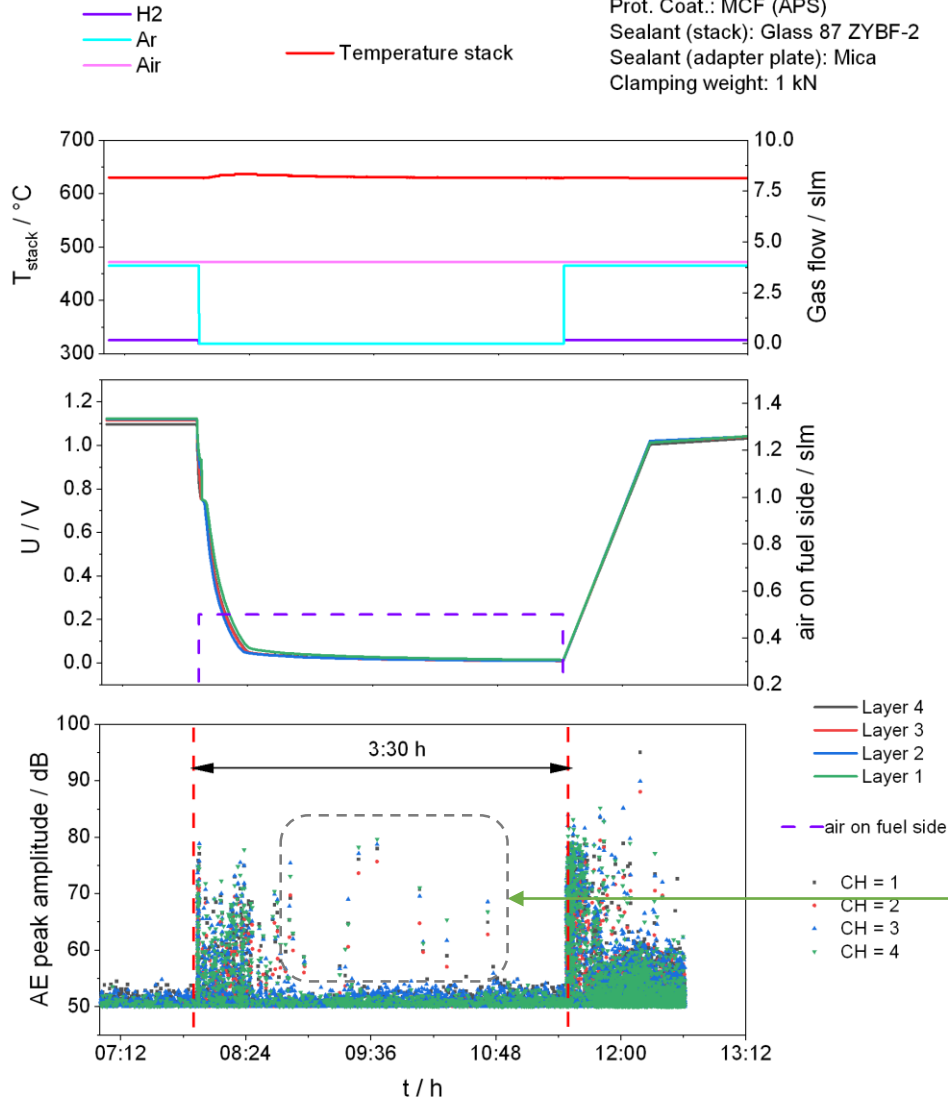 H2
Ar
Air
Temperature stack
Prot. Coat.: MCF (APS)
Sealant (stack): Glass 87 ZYBF-2
Sealant (adapter plate): Mica
Clamping weight: 1 kN
700
600
500
400
300
T_stack / °C
10.0
7.5
5.0
2.5
0.0
Gas flow / slm
1.2
1.0
0.8
0.6
0.4
0.2
0.0
U / V
1.4
1.2
1.0
0.8
0.6
0.4
0.2
air on fuel side / slm
Layer 4
Layer 3
Layer 2
Layer 1
air on fuel side
CH = 1
CH = 2
CH = 3
CH = 4
100
90
80
70
60
50
AE peak amplitude / dB
3:30 h
07:12
08:24
09:36
10:48
12:00
13:12
t / h